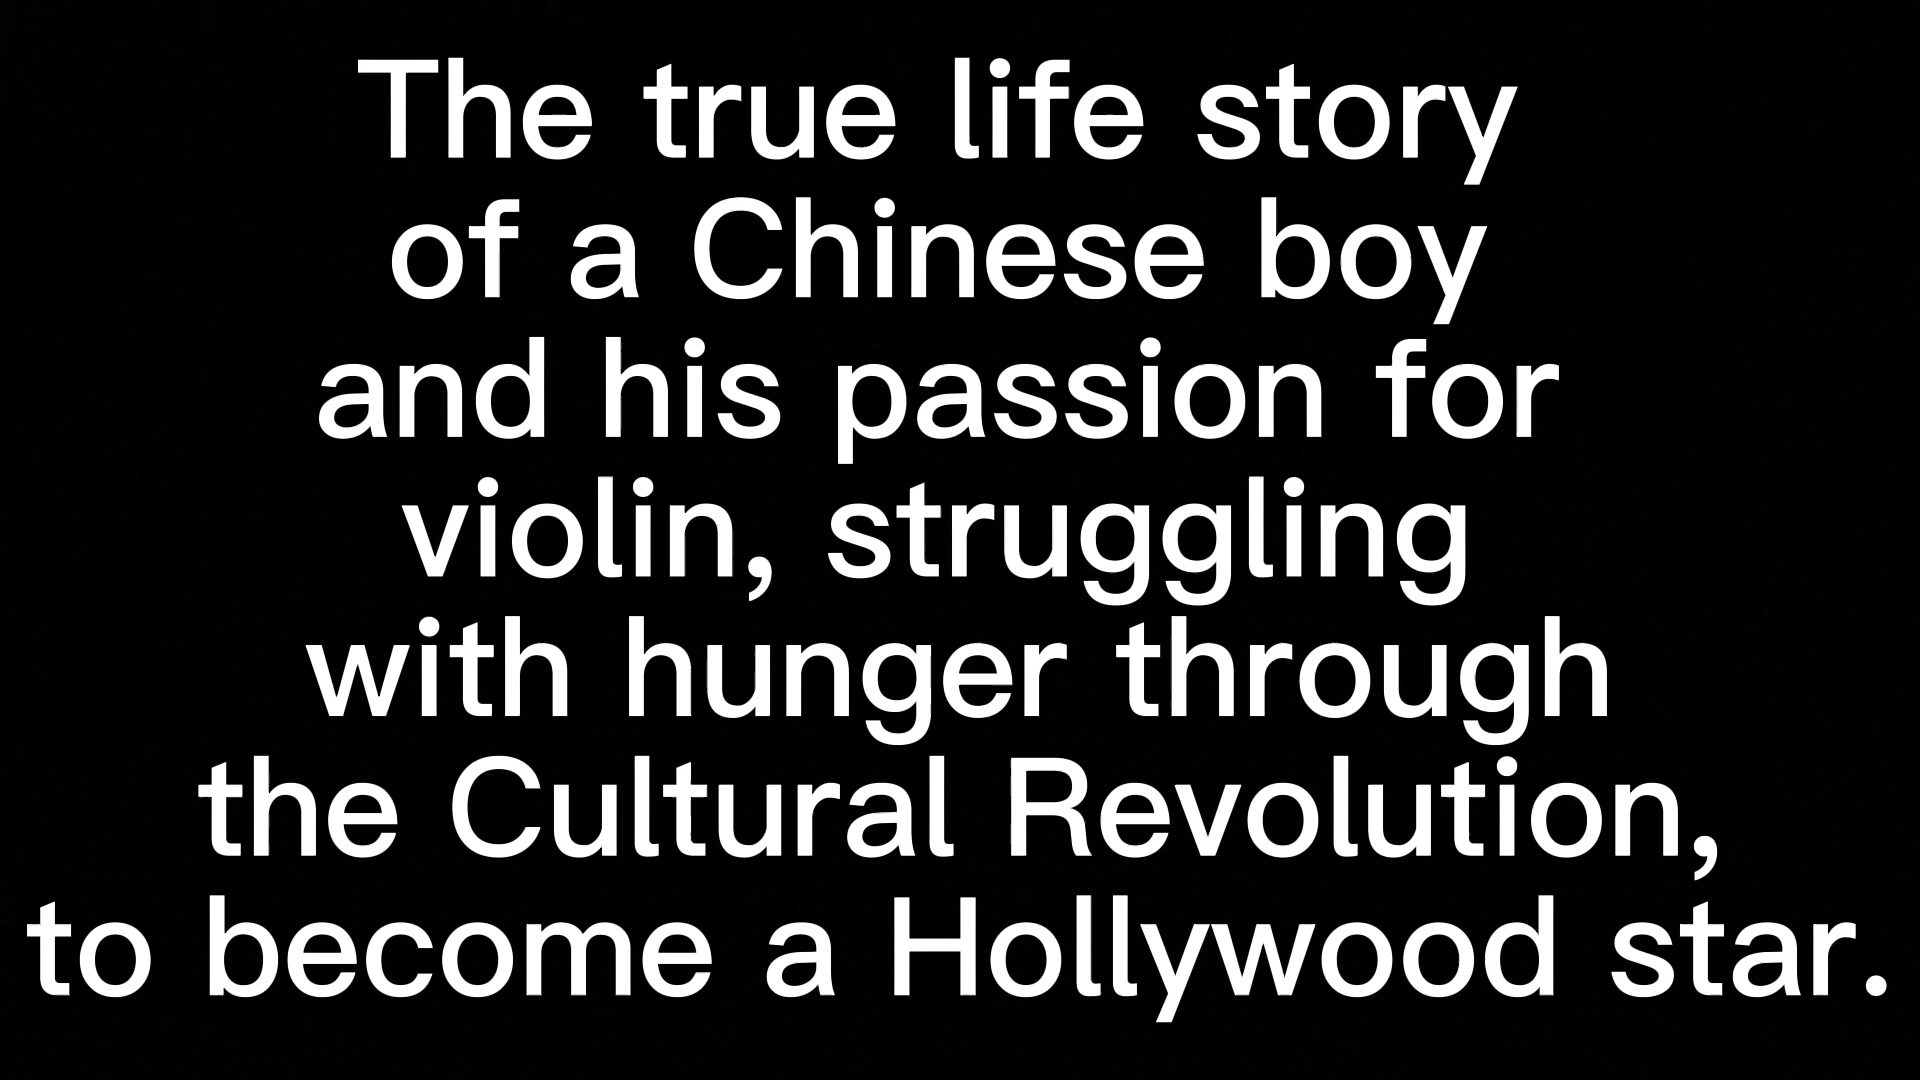 The true life story
of a Chinese boy
and his passion for
violin, struggling
with hunger through
the Cultural Revolution,
to become a Hollywood star.